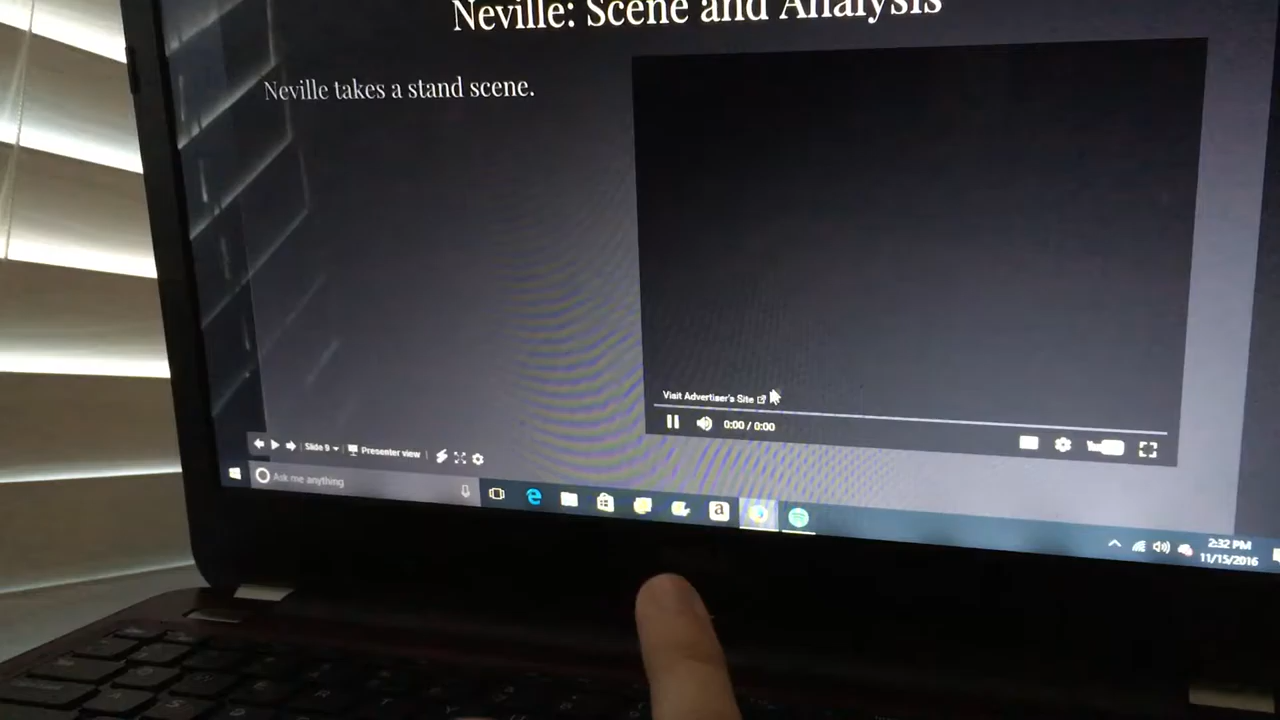 Neville: Scene and Analysis
Neville takes a stand scene.
Visit Advertiser's Site
0:00 / 0:00
Slide 9
Presenter view
Ask me anything
a
2:32 PM
11/15/2016